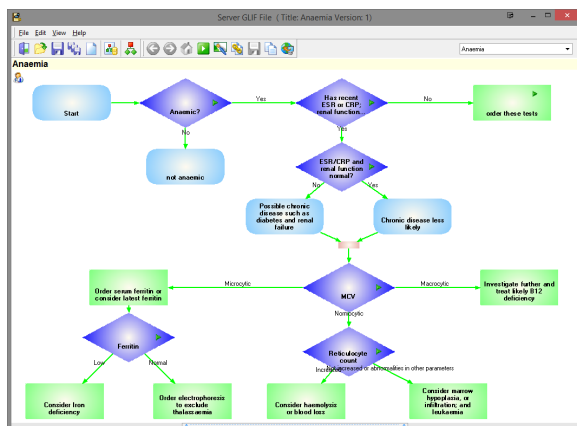 Server GLIF File ( Title: Anaemia Version: 1)
File Edit View Help
Anaemia
Anaemia
Start
Anaemic?
Yes
Has recent
ESR or CRP;
renal function...
No
order these tests
No
Yes
not anaemic
ESR/CRP and
renal function
normal?
No
Yes
Possible chronic
disease such as
diabetes and renal
failure
Chronic disease less
likely
Order serum ferritin or
consider latest ferritin
Microcytic
MCV
Macrocytic
Investigate further and
treat likely B12
deficiency
Normocytic
Ferritin
Reticulocyte
count
Low
Normal
Increased
Not increased or abnormalities in other parameters
Consider Iron
deficiency
Order electrophoresis
to exclude
thalassaemia
Consider haemolysis
or blood loss
Consider marrow
hypoplaxia, or
infiltration; and
leukaemia